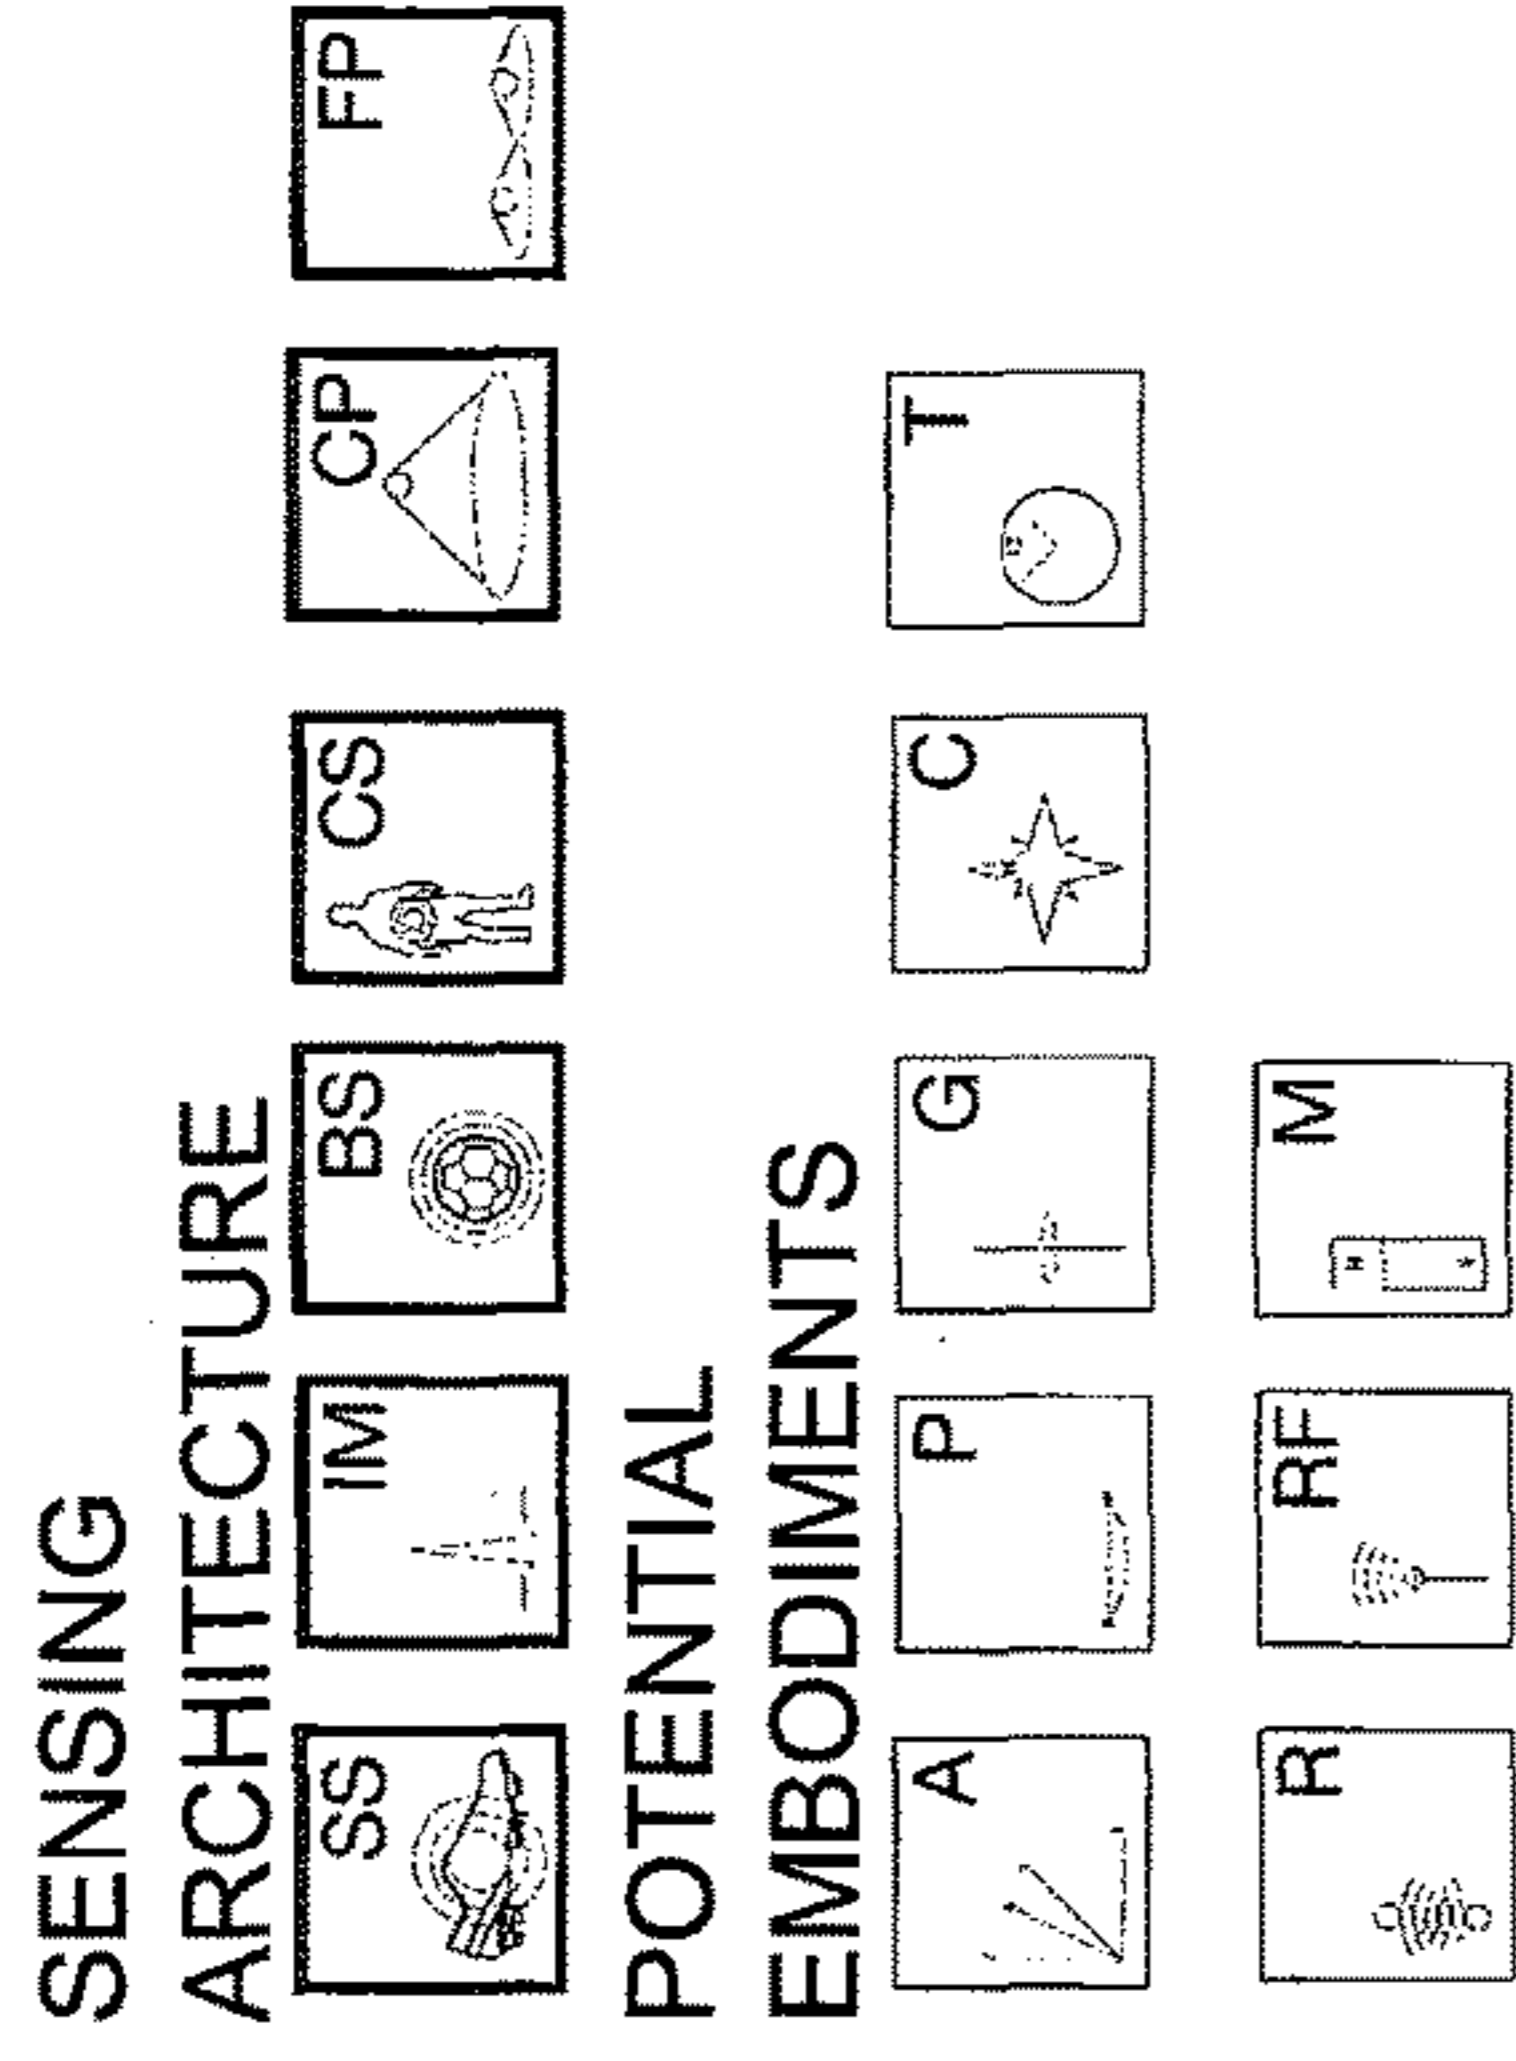 SENSING
ARCHITECTURE
SS IM BS CS CP FP
POTENTIAL
EMBODIMENTS
A P G C T
R RF M